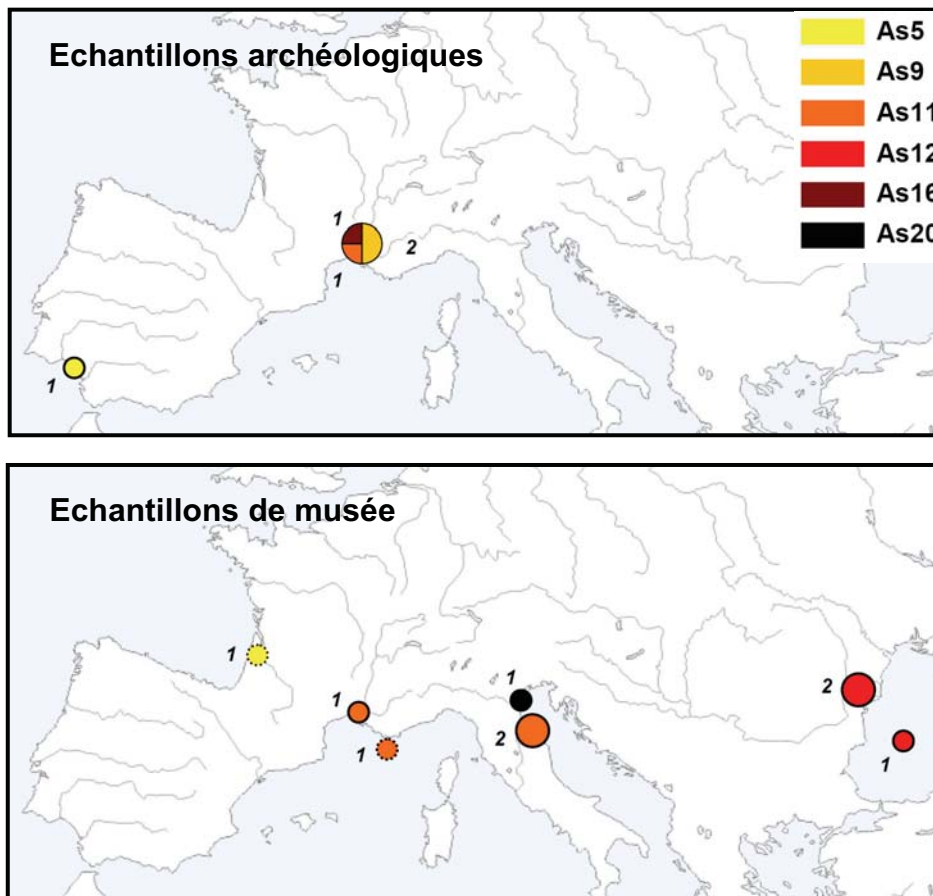 Echantillons archéologiques
As5
As9
As11
As12
As16
As20
1
2
1
1
Echantillons de musée
1
1
1
1
2
2
1